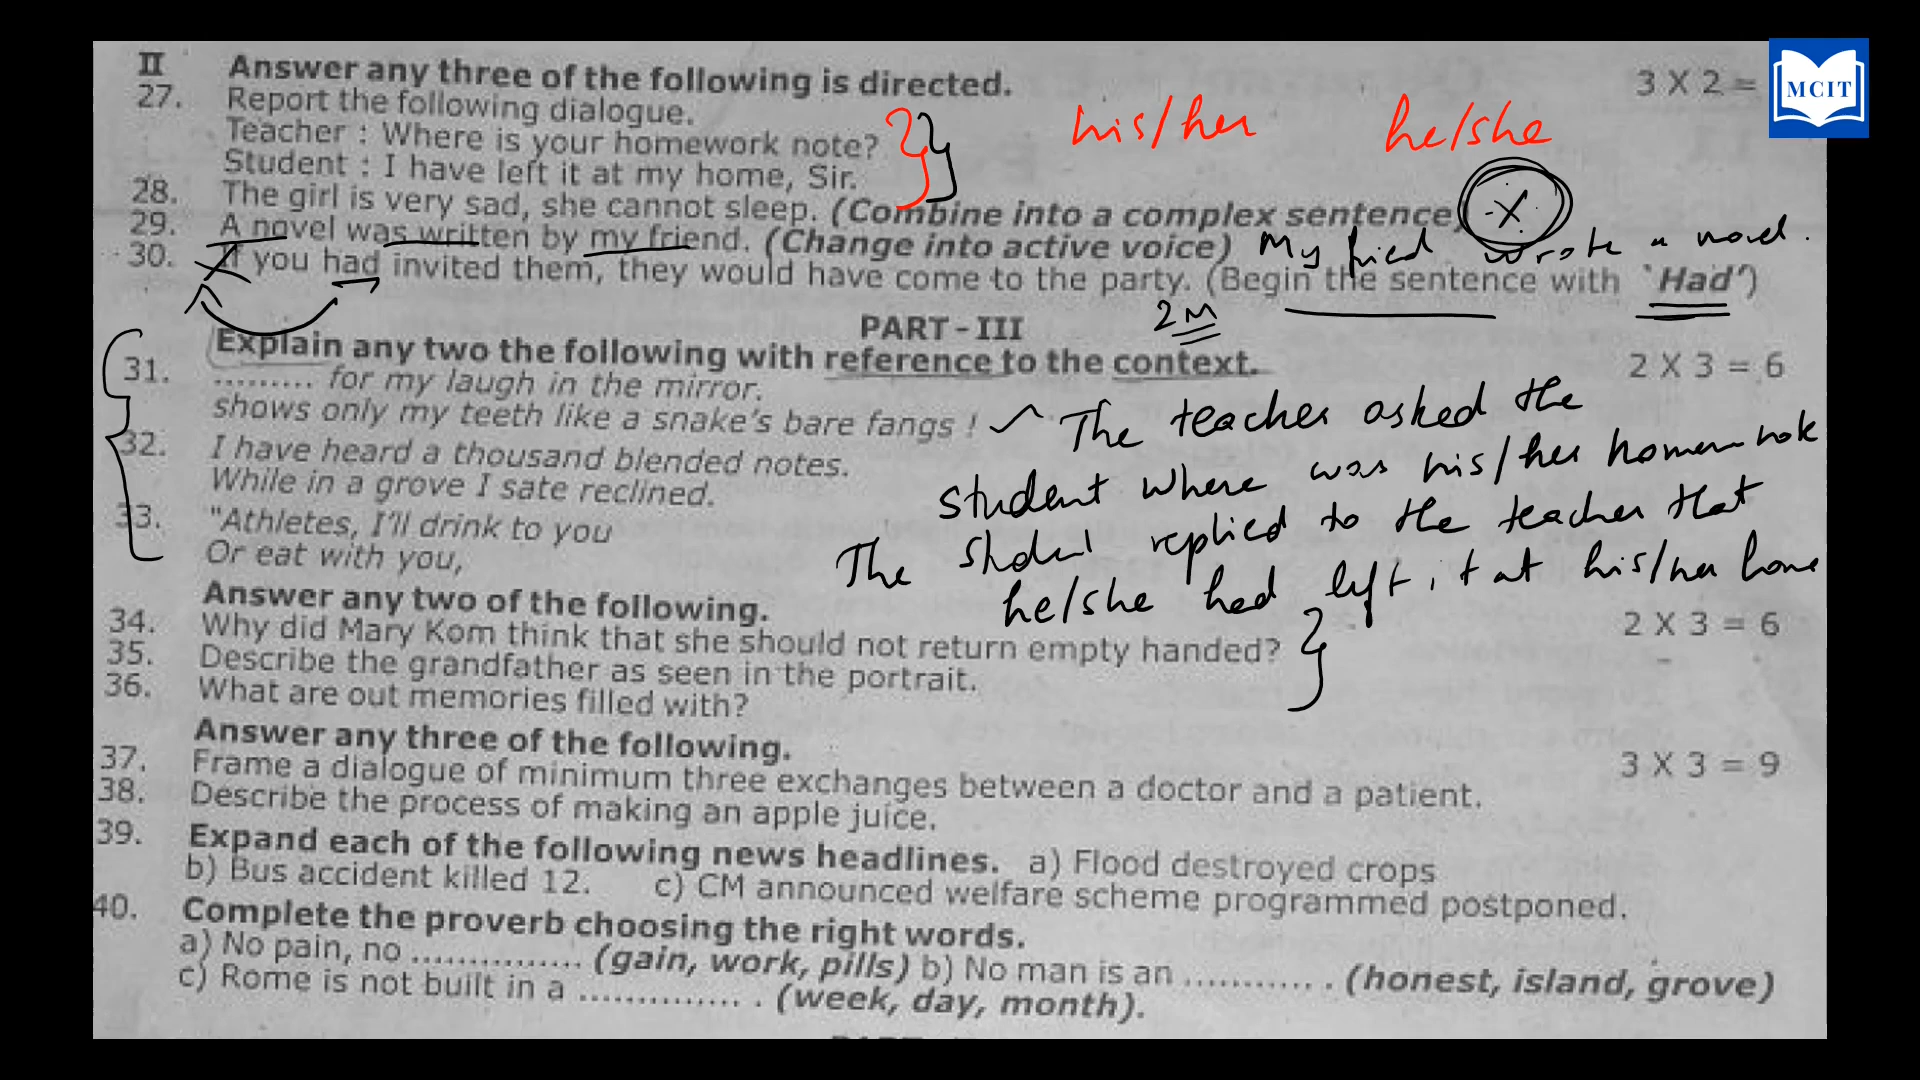 II Answer any three of the following is directed. 3 X 2 =
MCIT
27. Report the following dialogue.
Teacher : Where is your homework note?
his/her he/she
Student : I have left it at my home, Sir.
28. The girl is very sad, she cannot sleep. (Combine into a complex sentence)
29. A novel was written by my friend. (Change into active voice) My fried wrote a novel.
30. If you had invited them, they would have come to the party. (Begin the sentence with `Had')
PART - III 2M
Explain any two the following with reference to the context. 2 X 3 = 6
31. ......... for my laugh in the mirror.
shows only my teeth like a snake's bare fangs !
The teacher asked the
student where was his/her homework note
The student replied to the teacher that
he/she had left it at his/her home
32. I have heard a thousand blended notes.
While in a grove I sate reclined.
33. "Athletes, I'll drink to you
Or eat with you,
Answer any two of the following. 2 X 3 = 6
34. Why did Mary Kom think that she should not return empty handed?
35. Describe the grandfather as seen in the portrait.
36. What are out memories filled with?
Answer any three of the following. 3 X 3 = 9
37. Frame a dialogue of minimum three exchanges between a doctor and a patient.
38. Describe the process of making an apple juice.
39. Expand each of the following news headlines. a) Flood destroyed crops
b) Bus accident killed 12. c) CM announced welfare scheme programmed postponed.
40. Complete the proverb choosing the right words.
a) No pain, no ............... (gain, work, pills) b) No man is an ........... . (honest, island, grove)
c) Rome is not built in a .............. . (week, day, month).